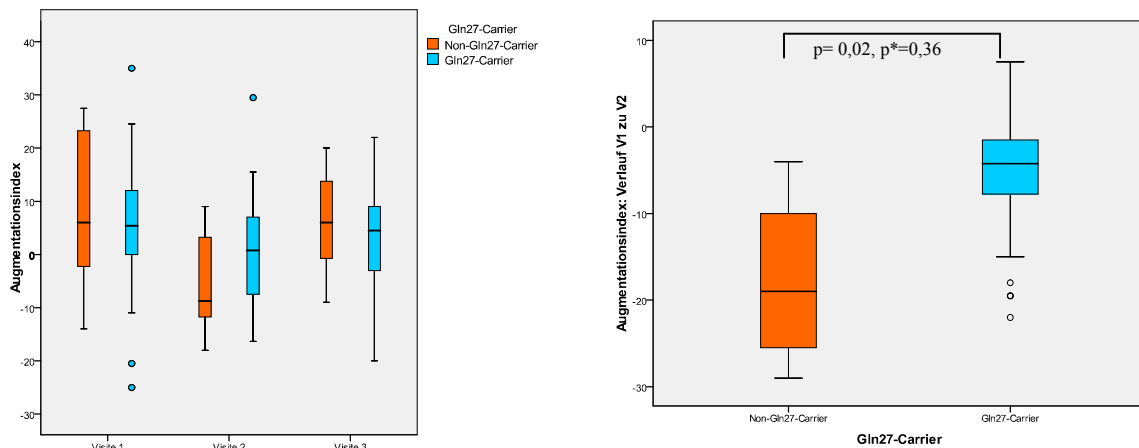 Gln27-Carrier
Non-Gln27-Carrier
Gln27-Carrier
Augmentationsindex
40
30
20
10
0
-10
-20
-30
Visite 1
Visite 2
Visite 3
p= 0,02, p*=0,36
Augmentationsindex: Verlauf V1 zu V2
10
0
-10
-20
-30
Non-Gln27-Carrier
Gln27-Carrier
Gln27-Carrier